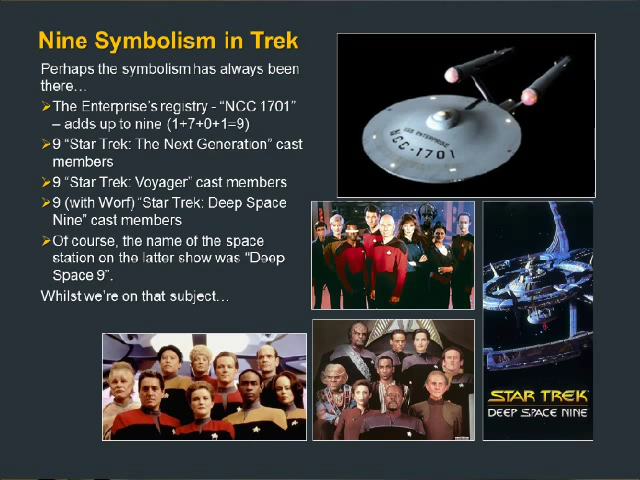 Nine Symbolism in Trek
Perhaps the symbolism has always been
there…
➢The Enterprise's registry - "NCC 1701"
– adds up to nine (1+7+0+1=9)
➢9 "Star Trek: The Next Generation" cast
members
➢9 "Star Trek: Voyager" cast members
➢9 (with Worf) "Star Trek: Deep Space
Nine" cast members
➢Of course, the name of the space
station on the latter show was "Deep
Space 9".
Whilst we're on that subject…
USS ENTERPRISE
NCC-1701
STAR TREK
DEEP SPACE NINE